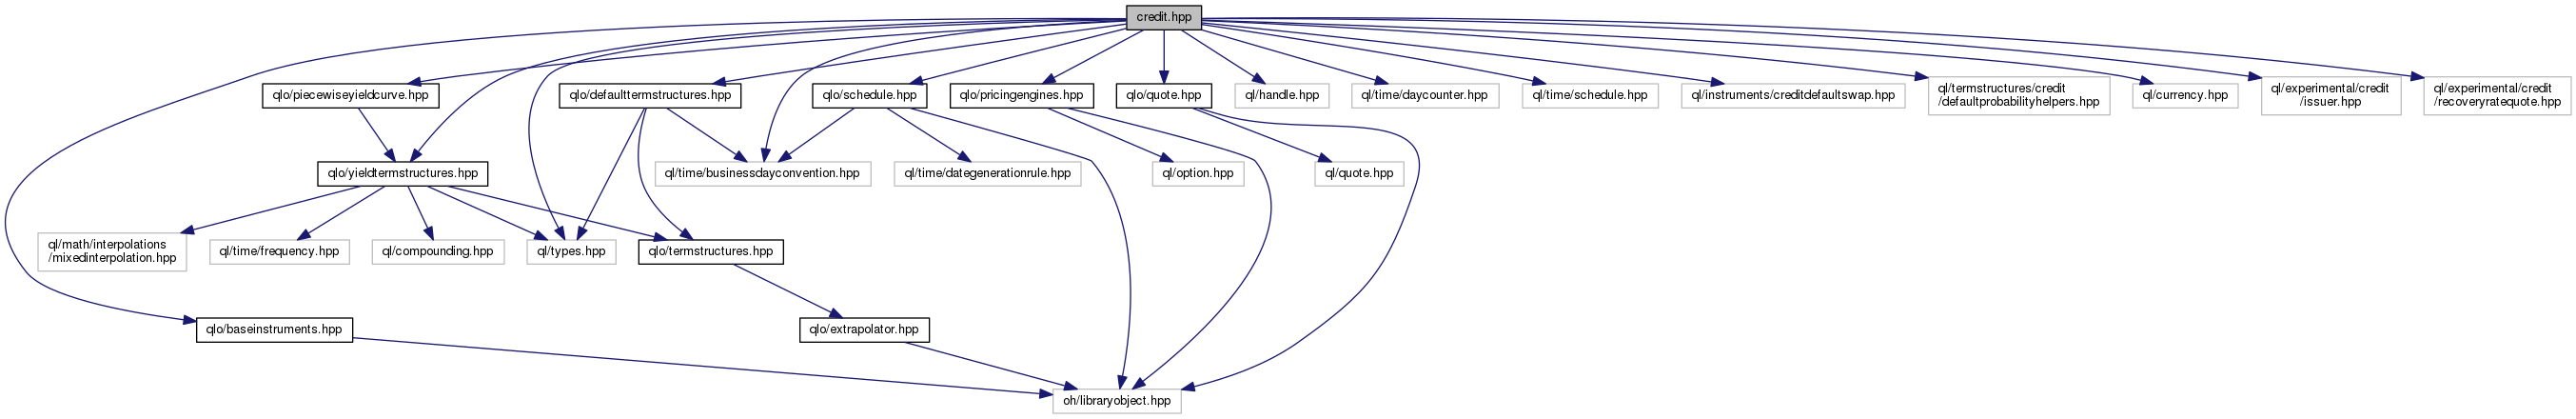 credit.hpp
qlo/piecewiseyieldcurve.hpp
qlo/defaulttermstructures.hpp
qlo/schedule.hpp
qlo/pricingengines.hpp
qlo/quote.hpp
ql/handle.hpp
ql/time/daycounter.hpp
ql/time/schedule.hpp
ql/instruments/creditdefaultswap.hpp
ql/termstructures/credit
/defaultprobabilityhelpers.hpp
ql/currency.hpp
ql/experimental/credit
/issuer.hpp
ql/experimental/credit
/recoveryratequote.hpp
qlo/yieldtermstructures.hpp
ql/time/businessdayconvention.hpp
ql/time/dategenerationrule.hpp
ql/option.hpp
ql/quote.hpp
ql/math/interpolations
/mixedinterpolation.hpp
ql/time/frequency.hpp
ql/compounding.hpp
ql/types.hpp
qlo/termstructures.hpp
qlo/baseinstruments.hpp
qlo/extrapolator.hpp
oh/libraryobject.hpp